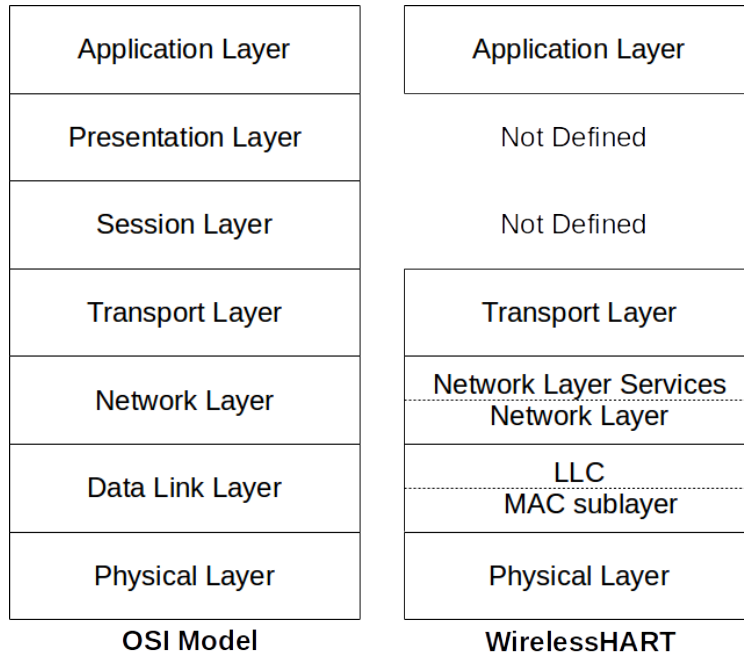 Application Layer
Application Layer
Presentation Layer
Not Defined
Session Layer
Not Defined
Transport Layer
Transport Layer
Network Layer
Network Layer Services
Network Layer
Data Link Layer
LLC
MAC sublayer
Physical Layer
Physical Layer
OSI Model
WirelessHART